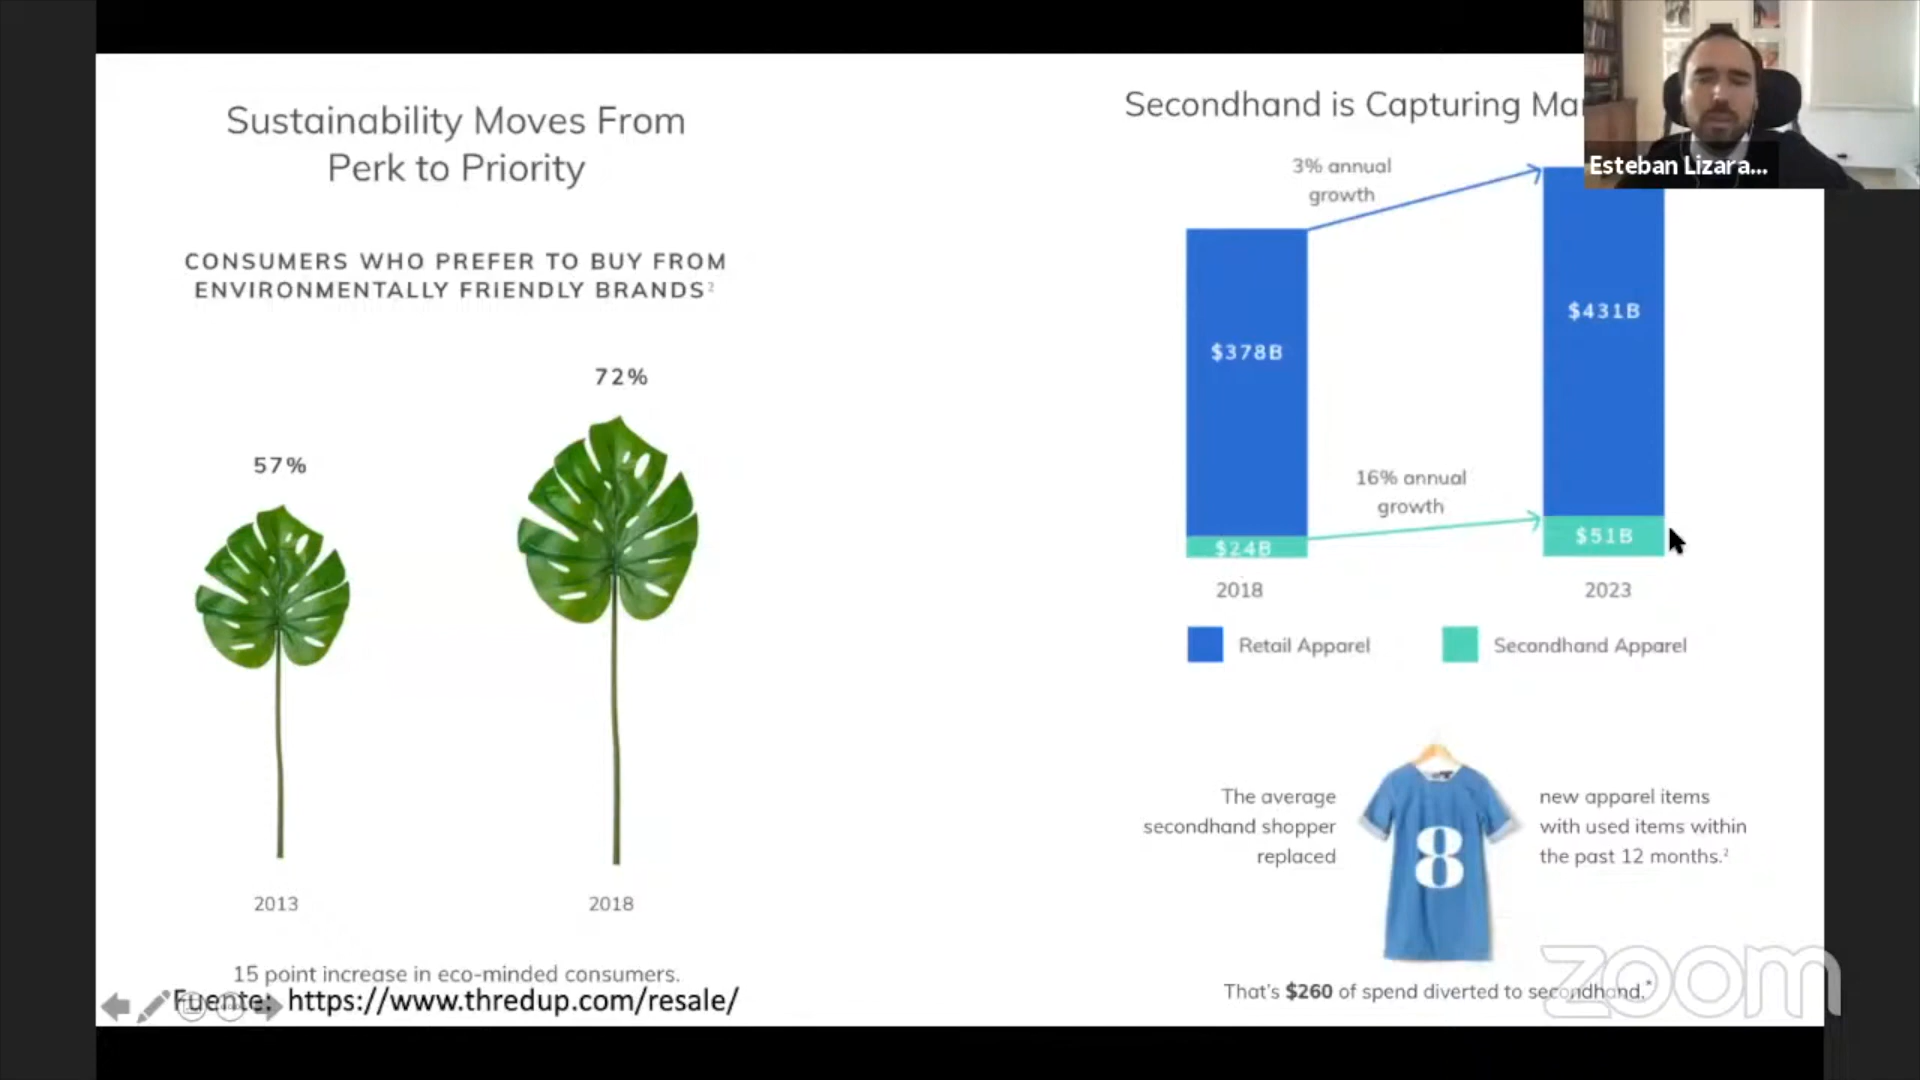 Sustainability Moves From
Perk to Priority
CONSUMERS WHO PREFER TO BUY FROM
ENVIRONMENTALLY FRIENDLY BRANDS²
57%
72%
2013
2018
15 point increase in eco-minded consumers.
Fuente: https://www.thredup.com/resale/
Secondhand is Capturing
3% annual
growth
$378B
$431B
16% annual
growth
$24B
$51B
2018
2023
Retail Apparel
Secondhand Apparel
The average
secondhand shopper
replaced
8
new apparel items
with used items within
the past 12 months.²
That's $260 of spend diverted to secondhand.*
Esteban Lizara...
zoom